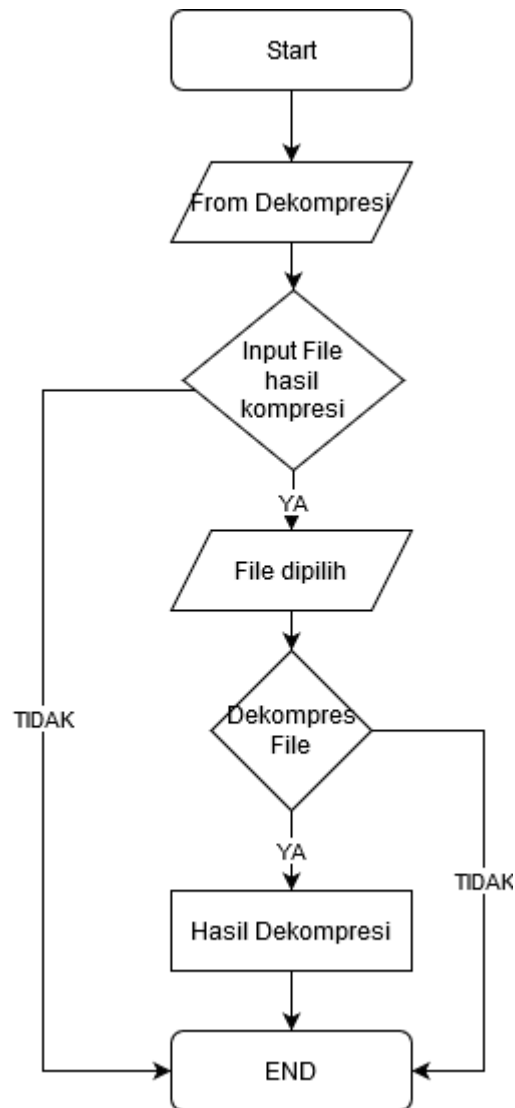 Start
From Dekompresi
Input File
hasil
kompresi
YA
File dipilih
TIDAK
Dekompres
File
YA
TIDAK
Hasil Dekompresi
END